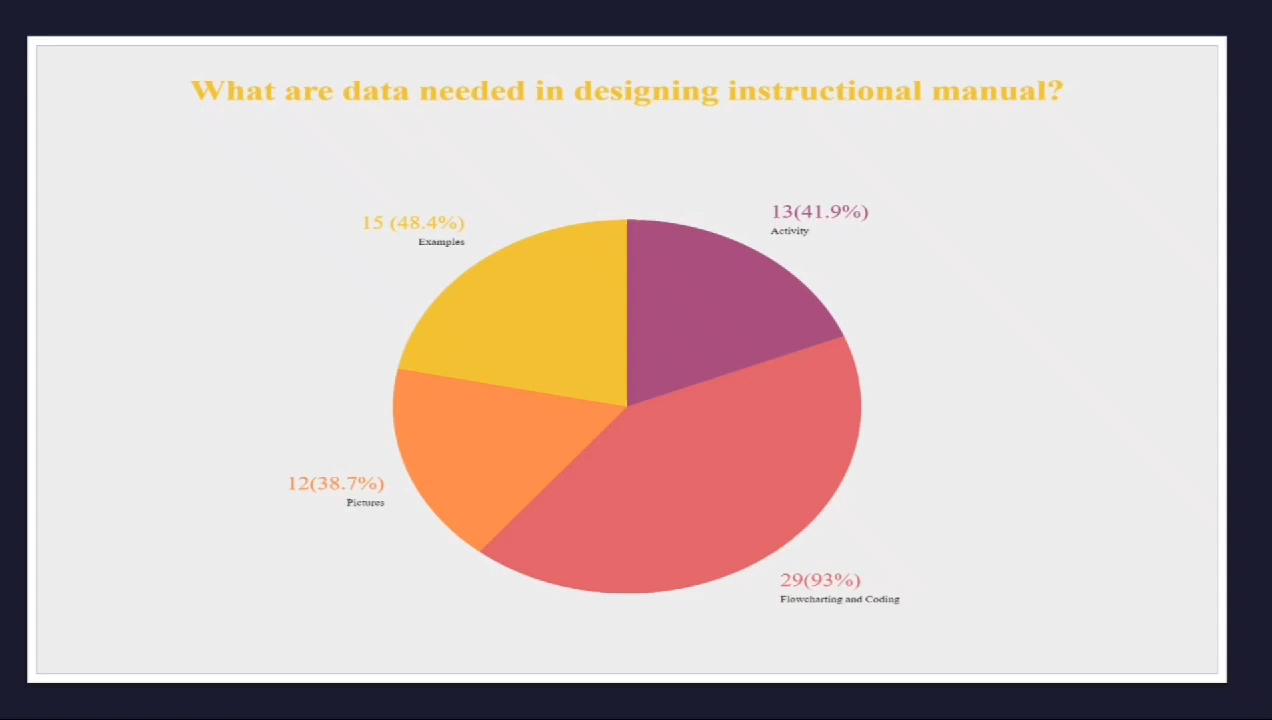 What are data needed in designing instructional manual?
15 (48.4%)
Examples
13(41.9%)
Activity
12(38.7%)
Pictures
29(93%)
Flowcharting and Coding